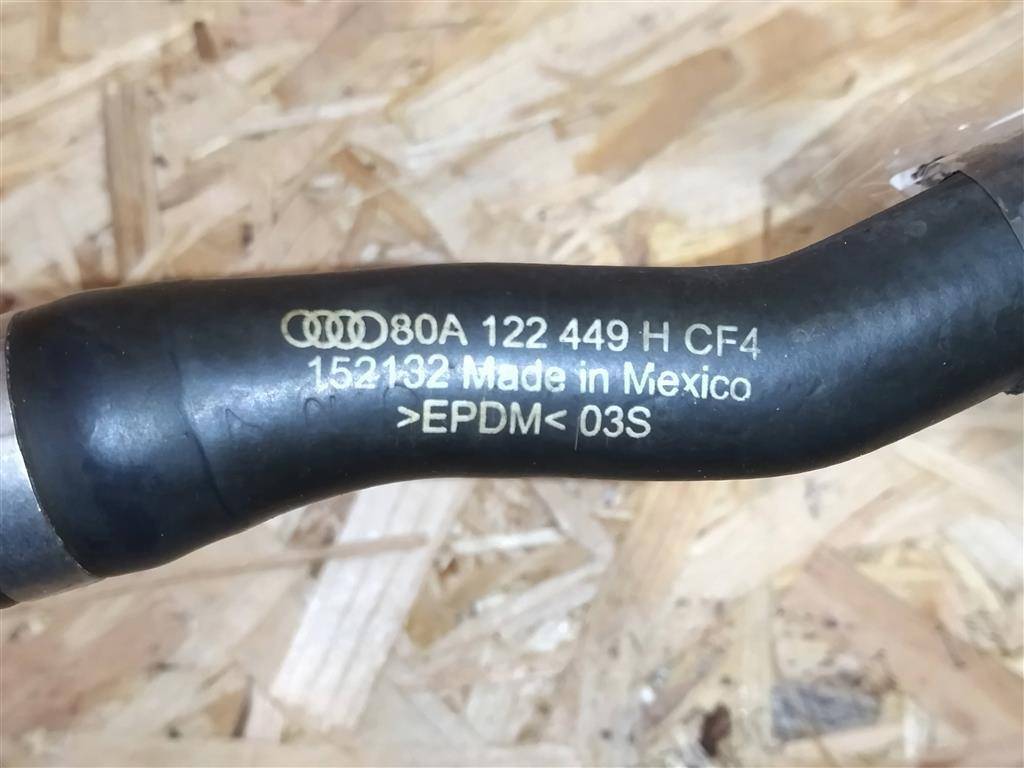 80A 122 449 H CF4
152132 Made in Mexico
>EPDM< 03S